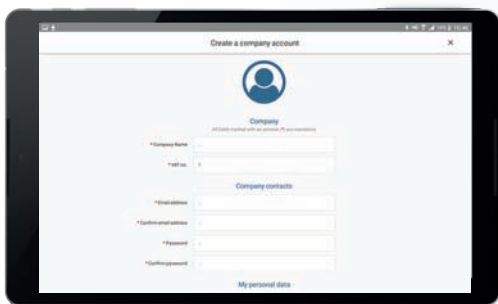 Create a company account
Company
All fields marked with an asterisk (*) are mandatory
* Company Name
* VAT no.
Company contacts
* Email address
* Confirm email address
* Password
* Confirm password
My personal data